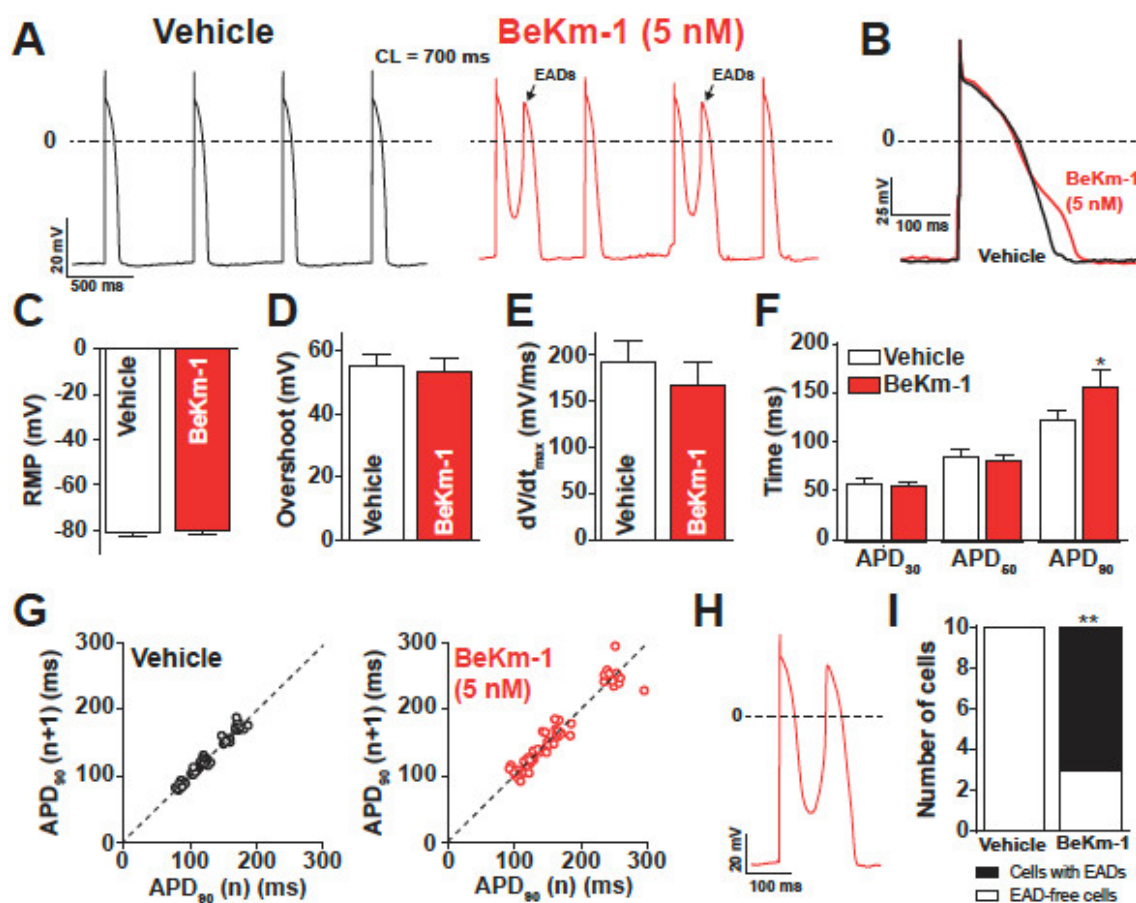 A
Vehicle
BeKm-1 (5 nM)
CL = 700 ms
EADs
EADs
0
20 mV
500 ms
B
0
25 mV
100 ms
BeKm-1
(5 nM)
Vehicle
C
RMP (mV)
0
-20
-40
-60
-80
Vehicle
BeKm-1
D
Overshoot (mV)
60
40
20
0
Vehicle
BeKm-1
E
dV/dt_max (mV/ms)
200
150
100
50
0
Vehicle
BeKm-1
F
Time (ms)
200
150
100
50
0
Vehicle
BeKm-1
*
APD₃₀
APD₅₀
APD₉₀
G
APD₉₀ (n+1) (ms)
300
200
100
0
Vehicle
0 100 200 300
APD₉₀ (n) (ms)
APD₉₀ (n+1) (ms)
300
200
100
0
BeKm-1
(5 nM)
0 100 200 300
APD₉₀ (n) (ms)
H
0
20 mV
100 ms
I
Number of cells
10
8
6
4
2
0
**
Vehicle BeKm-1
Cells with EADs
EAD-free cells